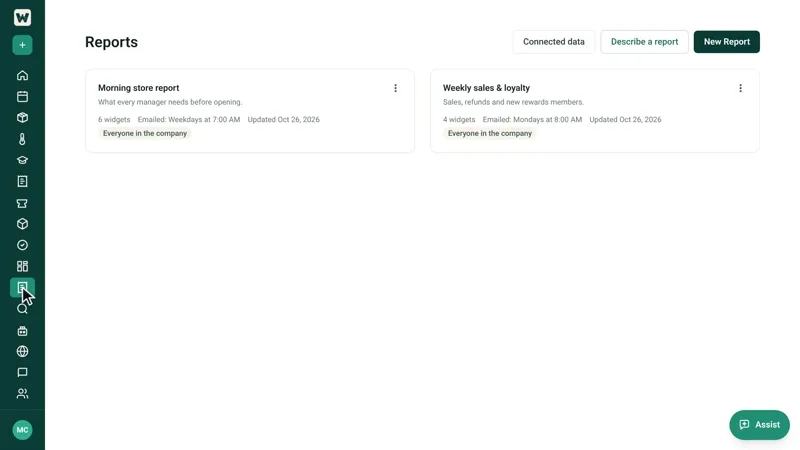 W
Reports
Connected data
Describe a report
New Report
Morning store report
What every manager needs before opening.
6 widgets Emailed: Weekdays at 7:00 AM Updated Oct 26, 2026
Everyone in the company
Weekly sales & loyalty
Sales, refunds and new rewards members.
4 widgets Emailed: Mondays at 8:00 AM Updated Oct 26, 2026
Everyone in the company
MC
Assist